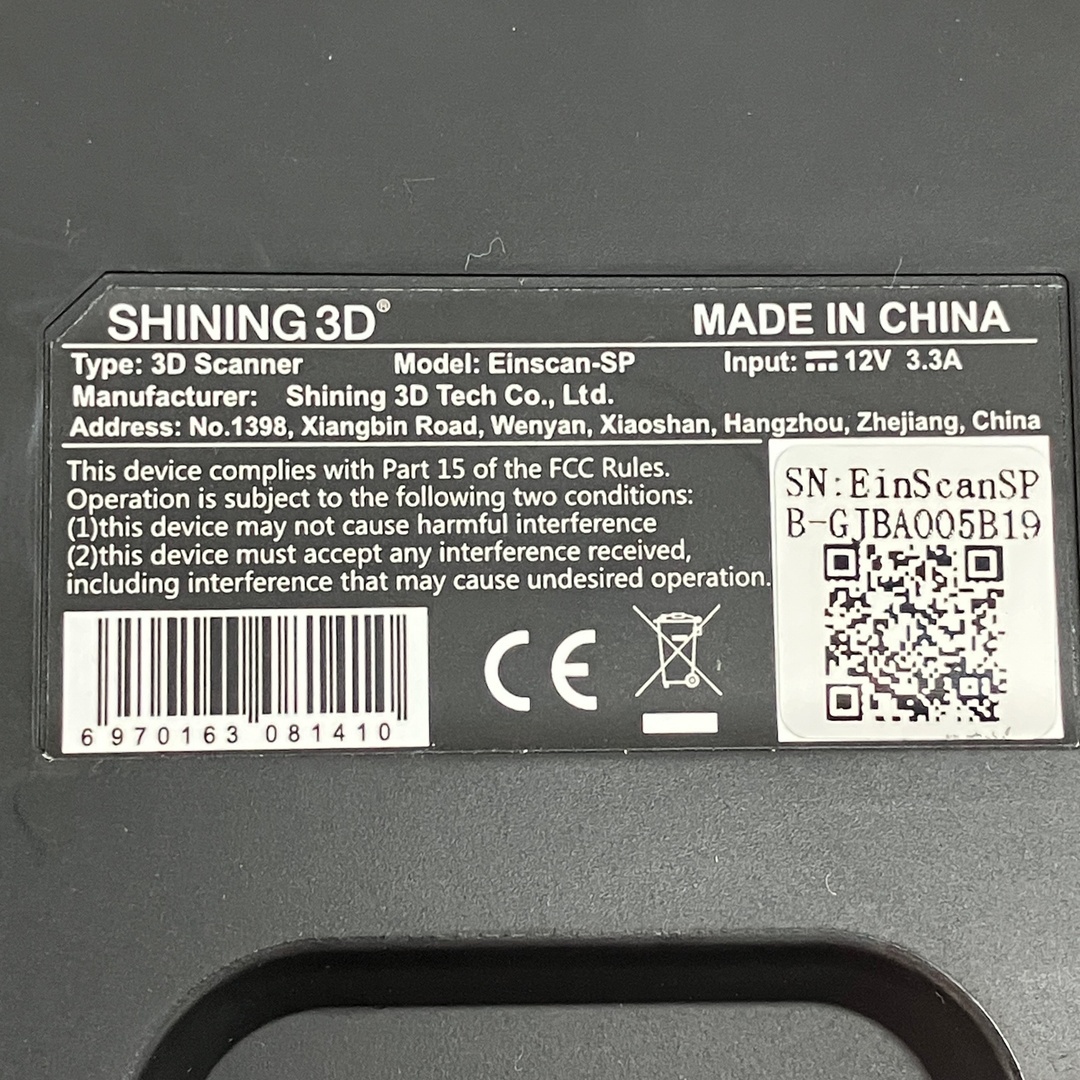 SHINING 3D®
MADE IN CHINA
Type: 3D Scanner Model: Einscan-SP Input: 12V 3.3A
Manufacturer: Shining 3D Tech Co., Ltd.
Address: No.1398, Xiangbin Road, Wenyan, Xiaoshan, Hangzhou, Zhejiang, China
This device complies with Part 15 of the FCC Rules.
Operation is subject to the following two conditions:
(1)this device may not cause harmful interference
(2)this device must accept any interference received,
including interference that may cause undesired operation.
SN:EinScanSP
B-GJBA005B19
6 970163 081410
CE